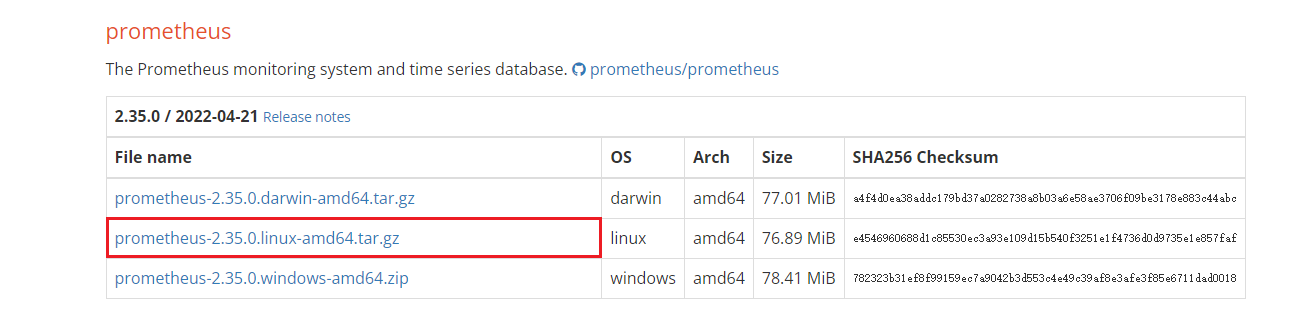 prometheus
The Prometheus monitoring system and time series database. prometheus/prometheus
2.35.0 / 2022-04-21 Release notes
File name OS Arch Size SHA256 Checksum
prometheus-2.35.0.darwin-amd64.tar.gz darwin amd64 77.01 MiB a4f4d0ea38addc179bd37a0282738a8b03a6e58ae3706f09be3178e883c44abc
prometheus-2.35.0.linux-amd64.tar.gz linux amd64 76.89 MiB e4546960688d1c85530ec3a93e109d15b540f3251e1f4736d0d9735e1e857faf
prometheus-2.35.0.windows-amd64.zip windows amd64 78.41 MiB 782323b31ef8f99159ec7a9042b3d553c4e49c39af8e3afe3f85e6711dad0018